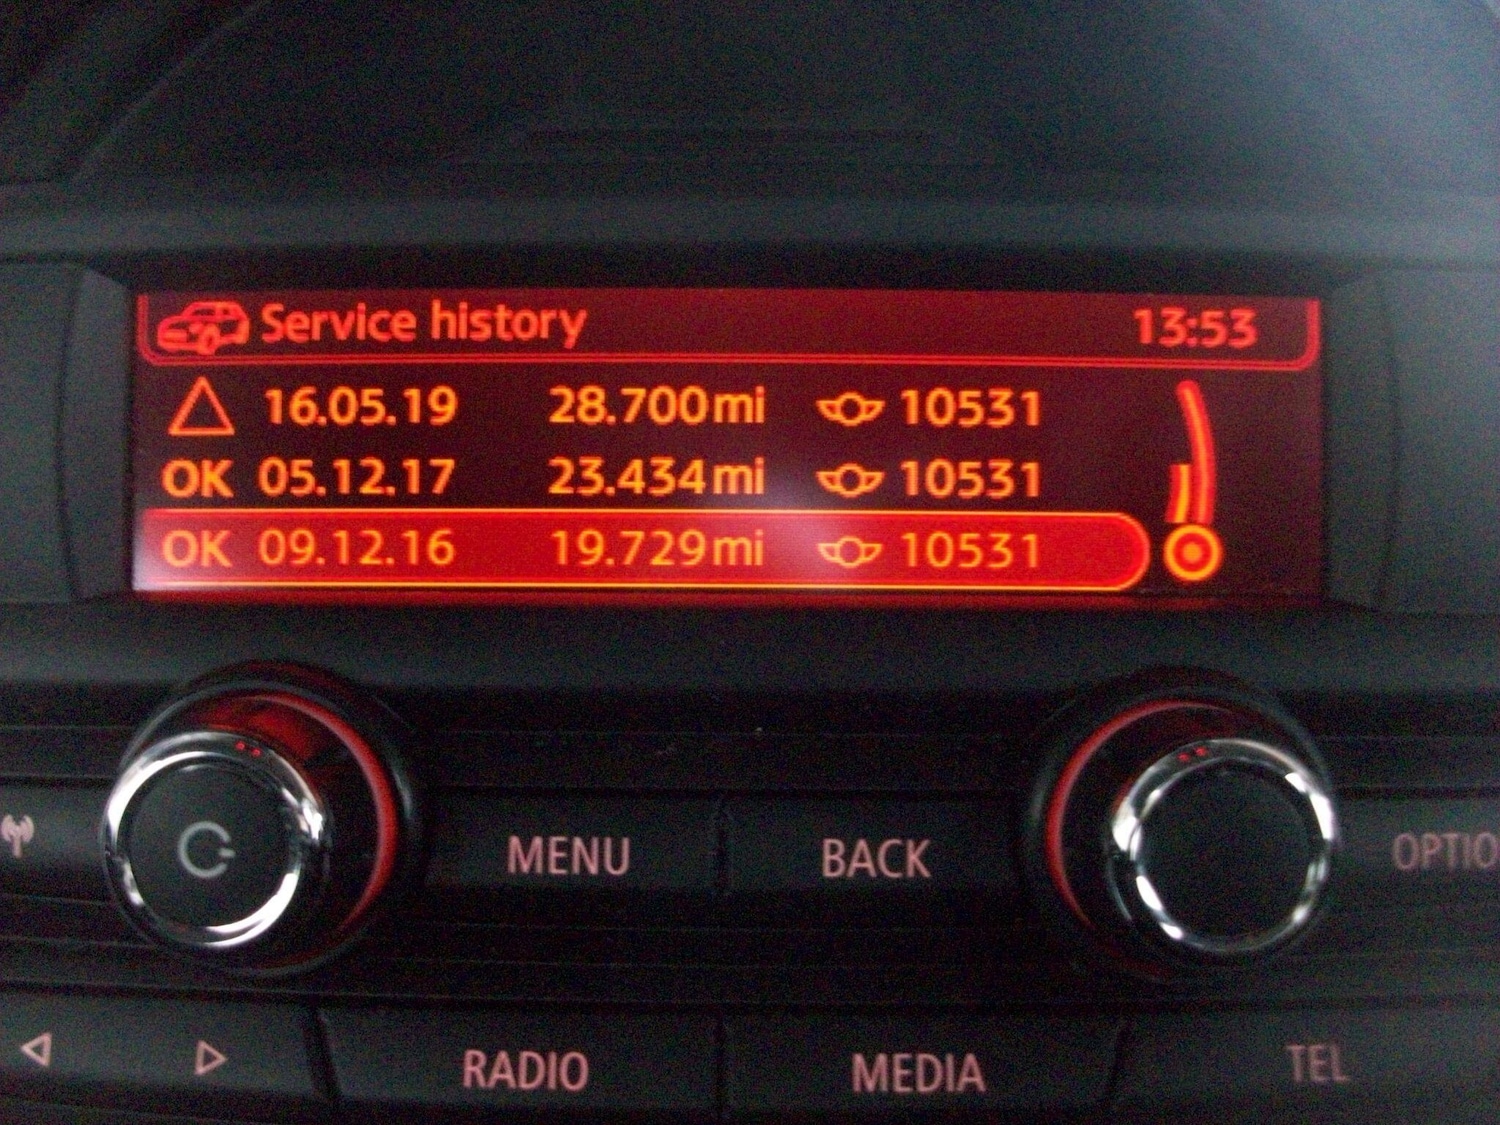 Service history 13:53
16.05.19 28.700mi 10531
OK 05.12.17 23.434mi 10531
OK 09.12.16 19.729mi 10531
MENU BACK OPTIO
RADIO MEDIA TEL